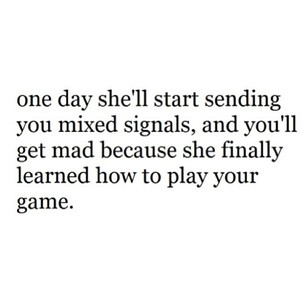 one day she'll start sending
you mixed signals, and you'll
get mad because she finally
learned how to play your
game.